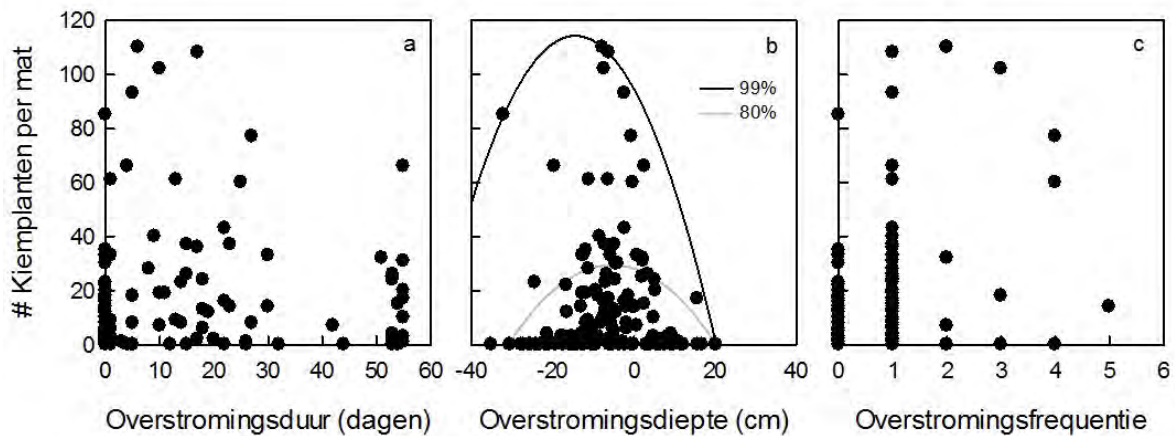 # Kiemplanten per mat
120
100
80
60
40
20
0
a
0 10 20 30 40 50 60
Overstromingsduur (dagen)
b
99%
80%
-40 -20 0 20 40
Overstromingsdiepte (cm)
c
0 1 2 3 4 5 6
Overstromingsfrequentie